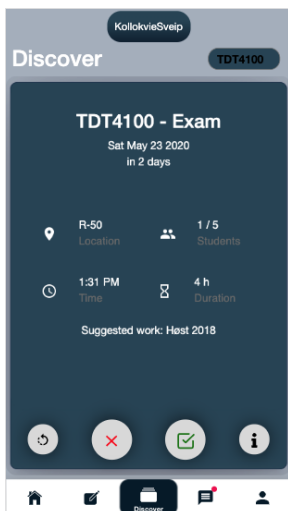 KollokvieSveip
Discover
TDT4100
TDT4100 - Exam
Sat May 23 2020
in 2 days
R-50
Location
1 / 5
Students
1:31 PM
Time
4 h
Duration
Suggested work: Høst 2018
Discover